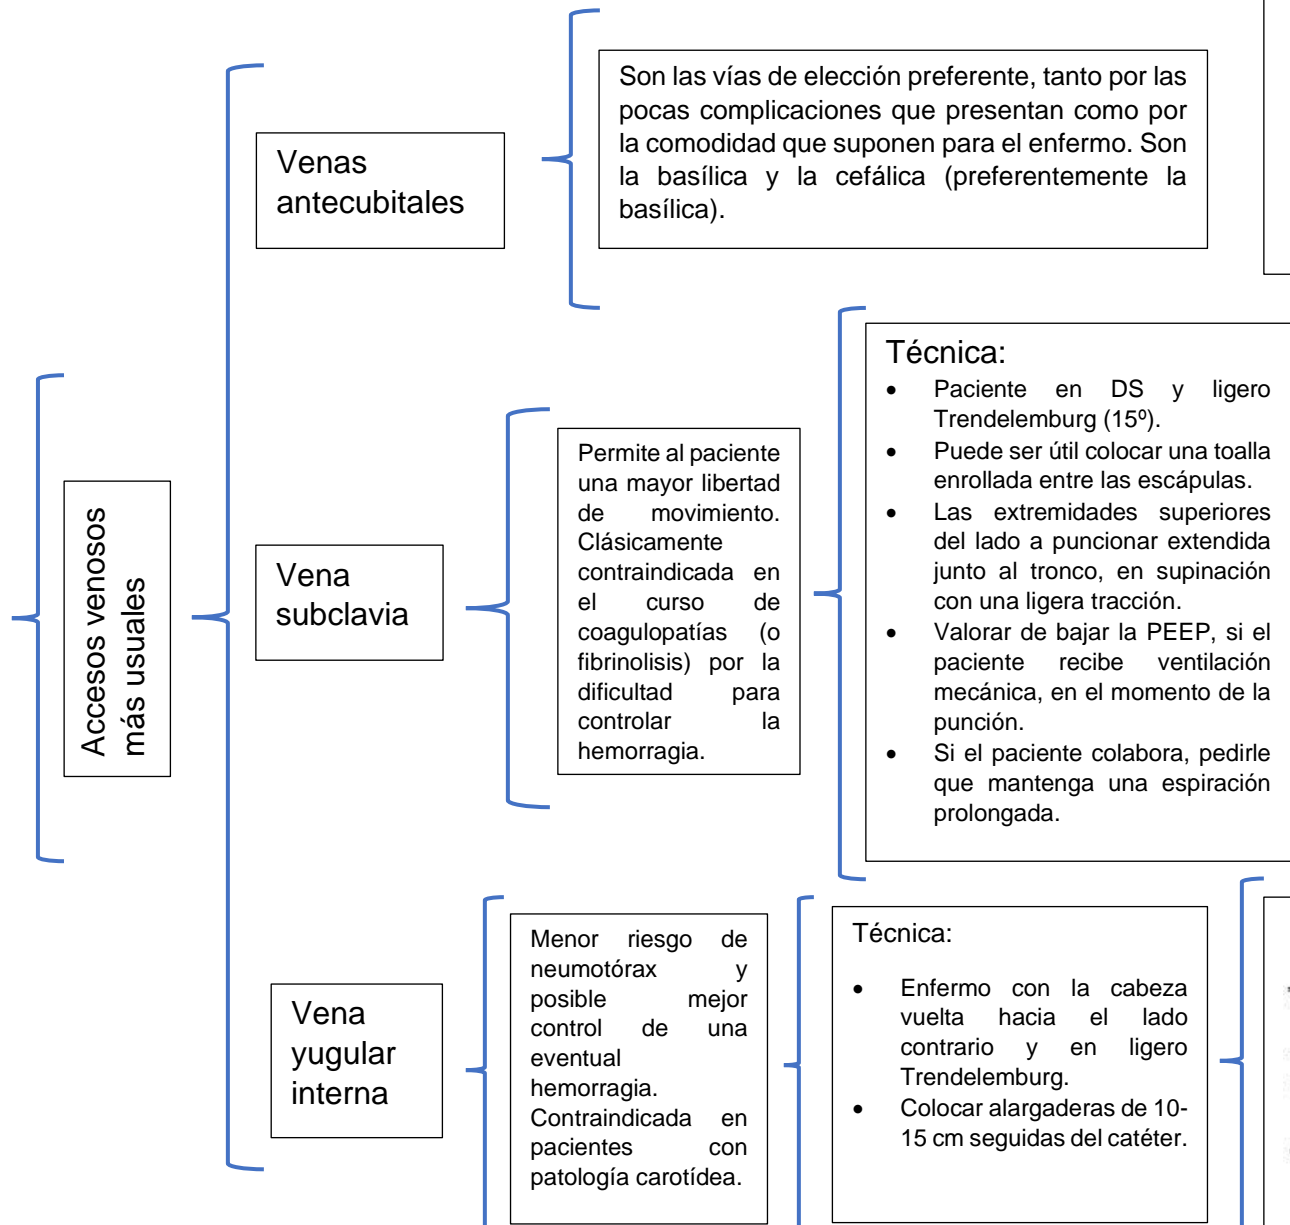 Accesos venosos
más usuales
Venas
antecubitales
Son las vías de elección preferente, tanto por las
pocas complicaciones que presentan como por
la comodidad que suponen para el enfermo. Son
la basílica y la cefálica (preferentemente la
basílica).
Vena
subclavia
Permite al paciente
una mayor libertad
de movimiento.
Clásicamente
contraindicada en
el curso de
coagulopatías (o
fibrinolisis) por la
dificultad para
controlar la
hemorragia.
Técnica:
• Paciente en DS y ligero
Trendelemburg (15º).
• Puede ser útil colocar una toalla
enrollada entre las escápulas.
• Las extremidades superiores
del lado a puncionar extendida
junto al tronco, en supinación
con una ligera tracción.
• Valorar de bajar la PEEP, si el
paciente recibe ventilación
mecánica, en el momento de la
punción.
• Si el paciente colabora, pedirle
que mantenga una espiración
prolongada.
Vena
yugular
interna
Menor riesgo de
neumotórax y
posible mejor
control de una
eventual
hemorragia.
Contraindicada en
pacientes con
patología carotídea.
Técnica:
• Enfermo con la cabeza
vuelta hacia el lado
contrario y en ligero
Trendelemburg.
• Colocar alargaderas de 10-
15 cm seguidas del catéter.